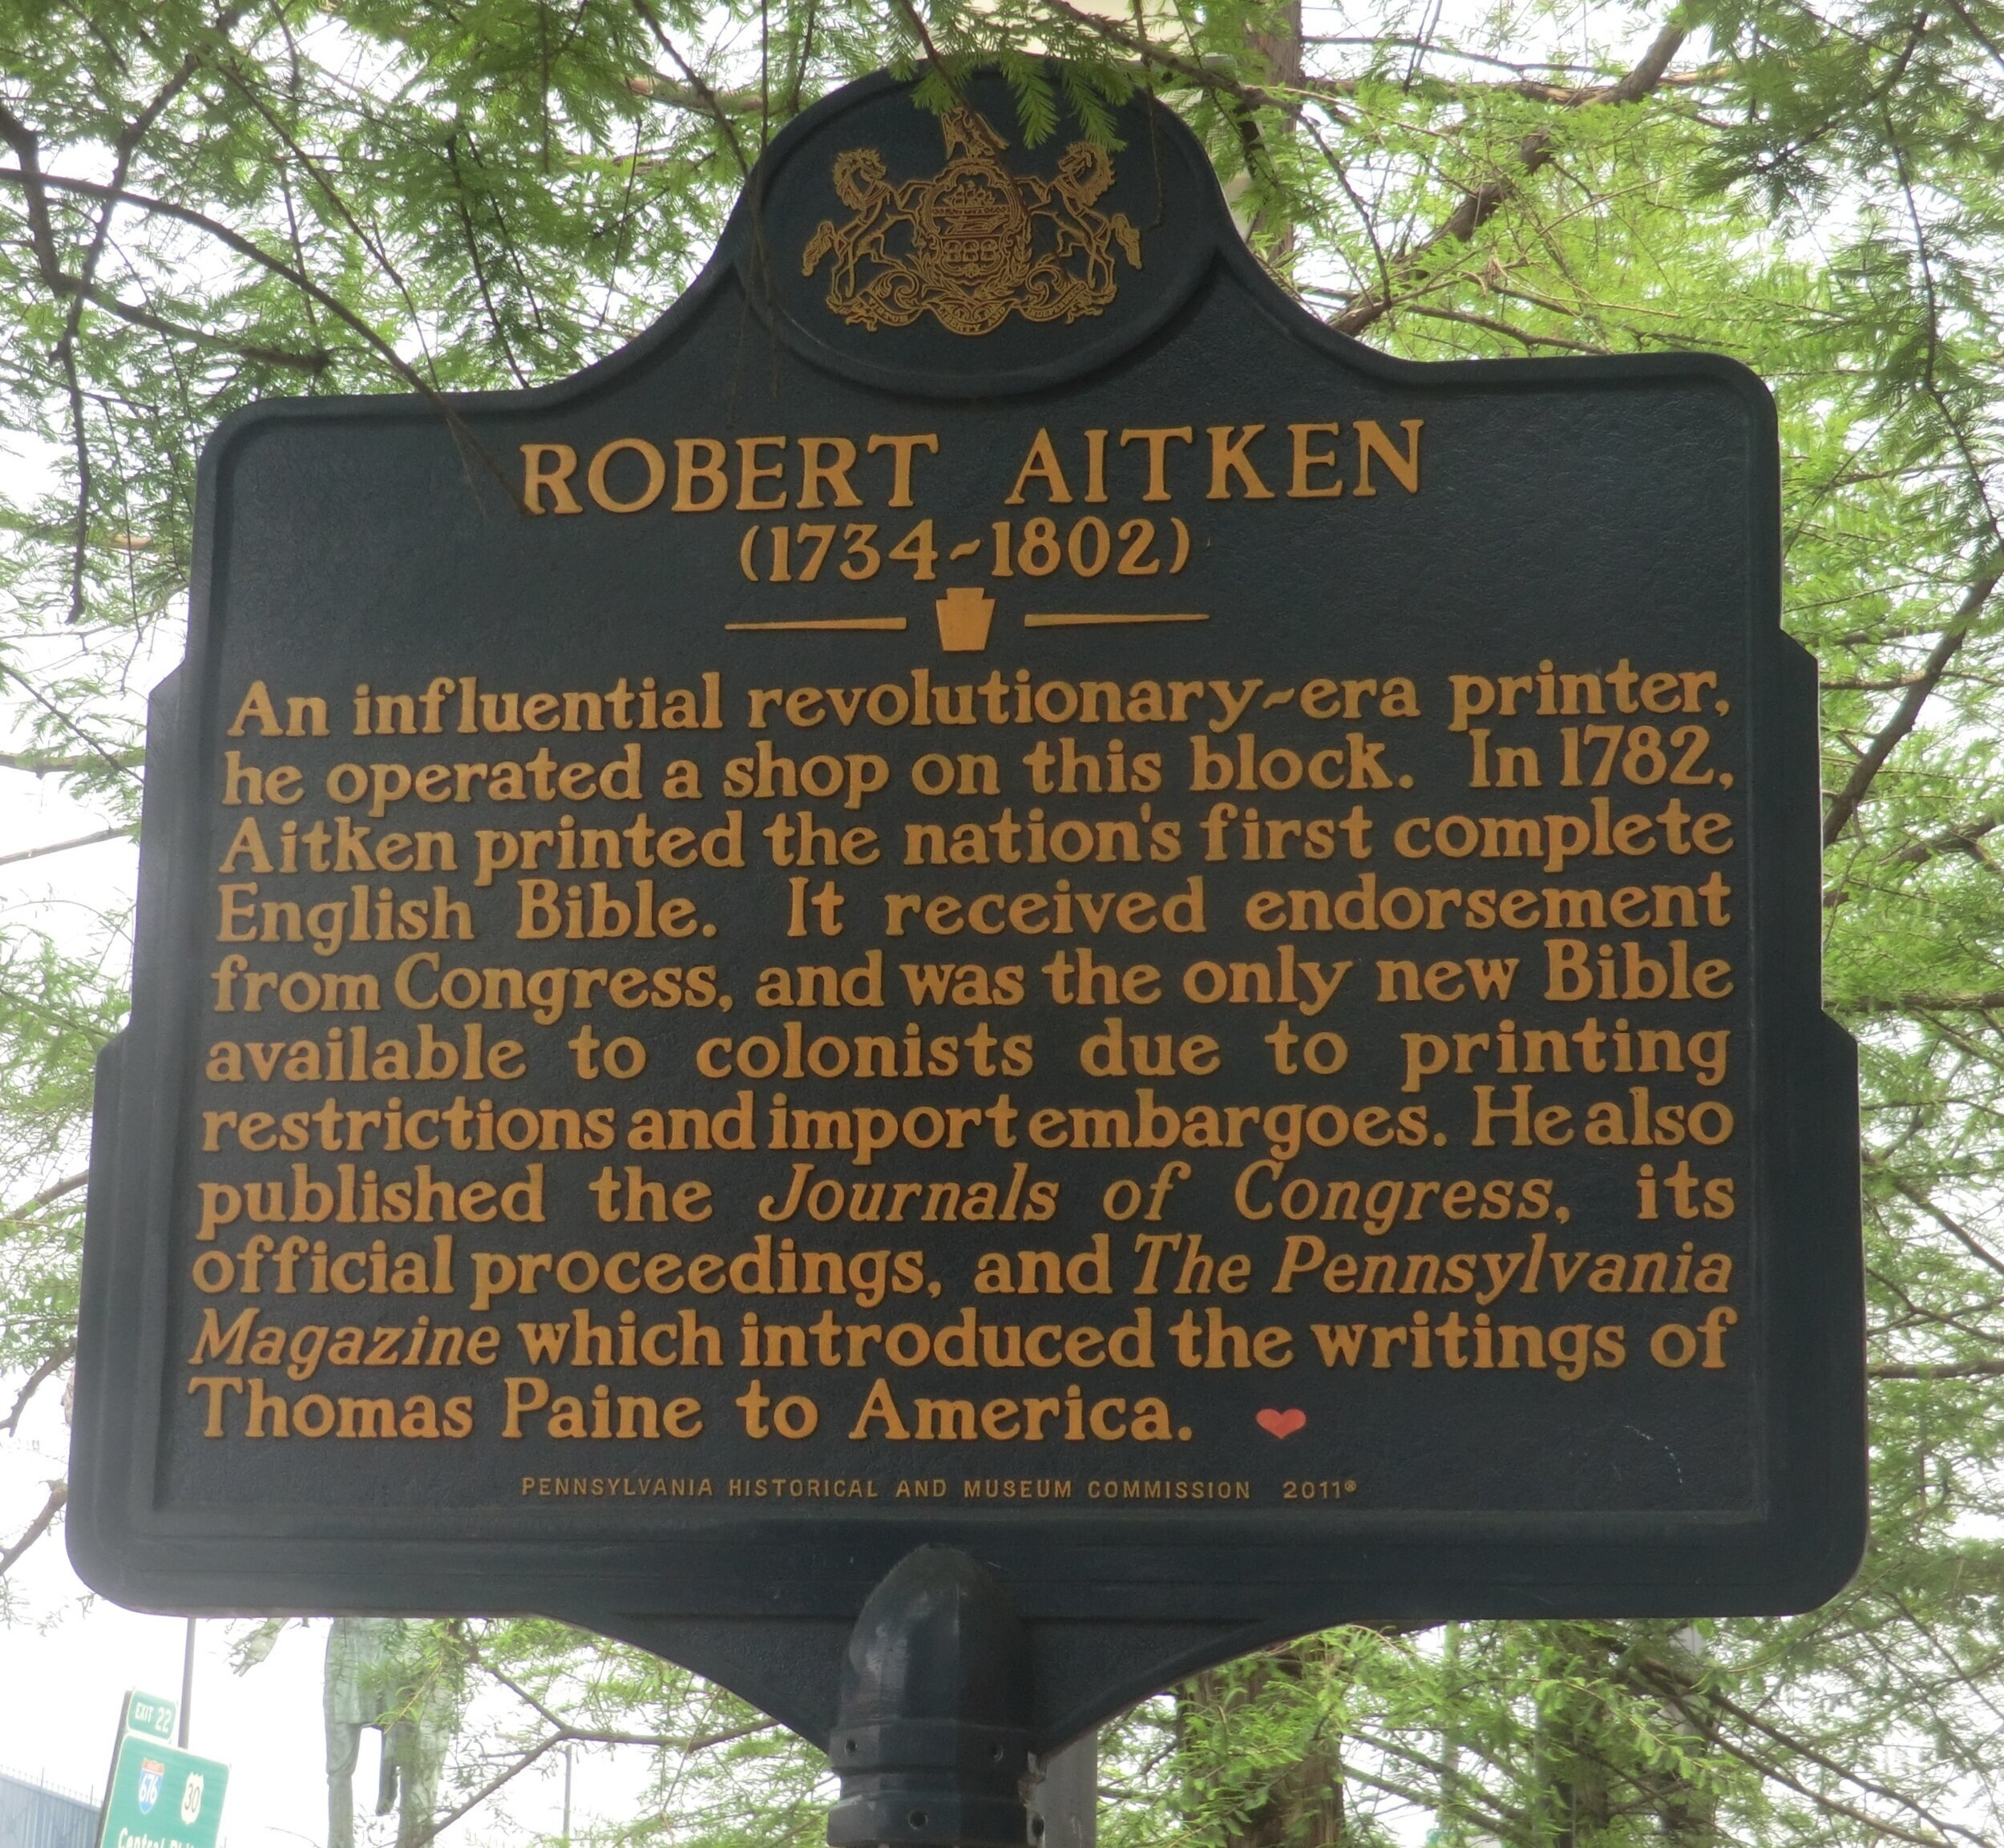 ROBERT AITKEN
(1734-1802)
An influential revolutionary-era printer,
he operated a shop on this block. In 1782,
Aitken printed the nation's first complete
English Bible. It received endorsement
from Congress, and was the only new Bible
available to colonists due to printing
restrictions and import embargoes. He also
published the Journals of Congress, its
official proceedings, and The Pennsylvania
Magazine which introduced the writings of
Thomas Paine to America. ❤
PENNSYLVANIA HISTORICAL AND MUSEUM COMMISSION 2011®
EXIT 22
676
30
Central